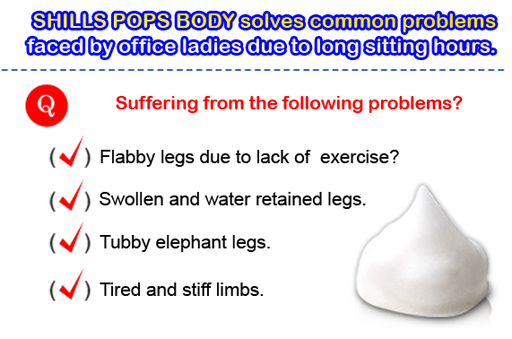 SHILLS POPS BODY solves common problems
faced by office ladies due to long sitting hours.
Q
Suffering from the following problems?
(✓) Flabby legs due to lack of  exercise?
(✓) Swollen and water retained legs.
(✓) Tubby elephant legs.
(✓) Tired and stiff limbs.